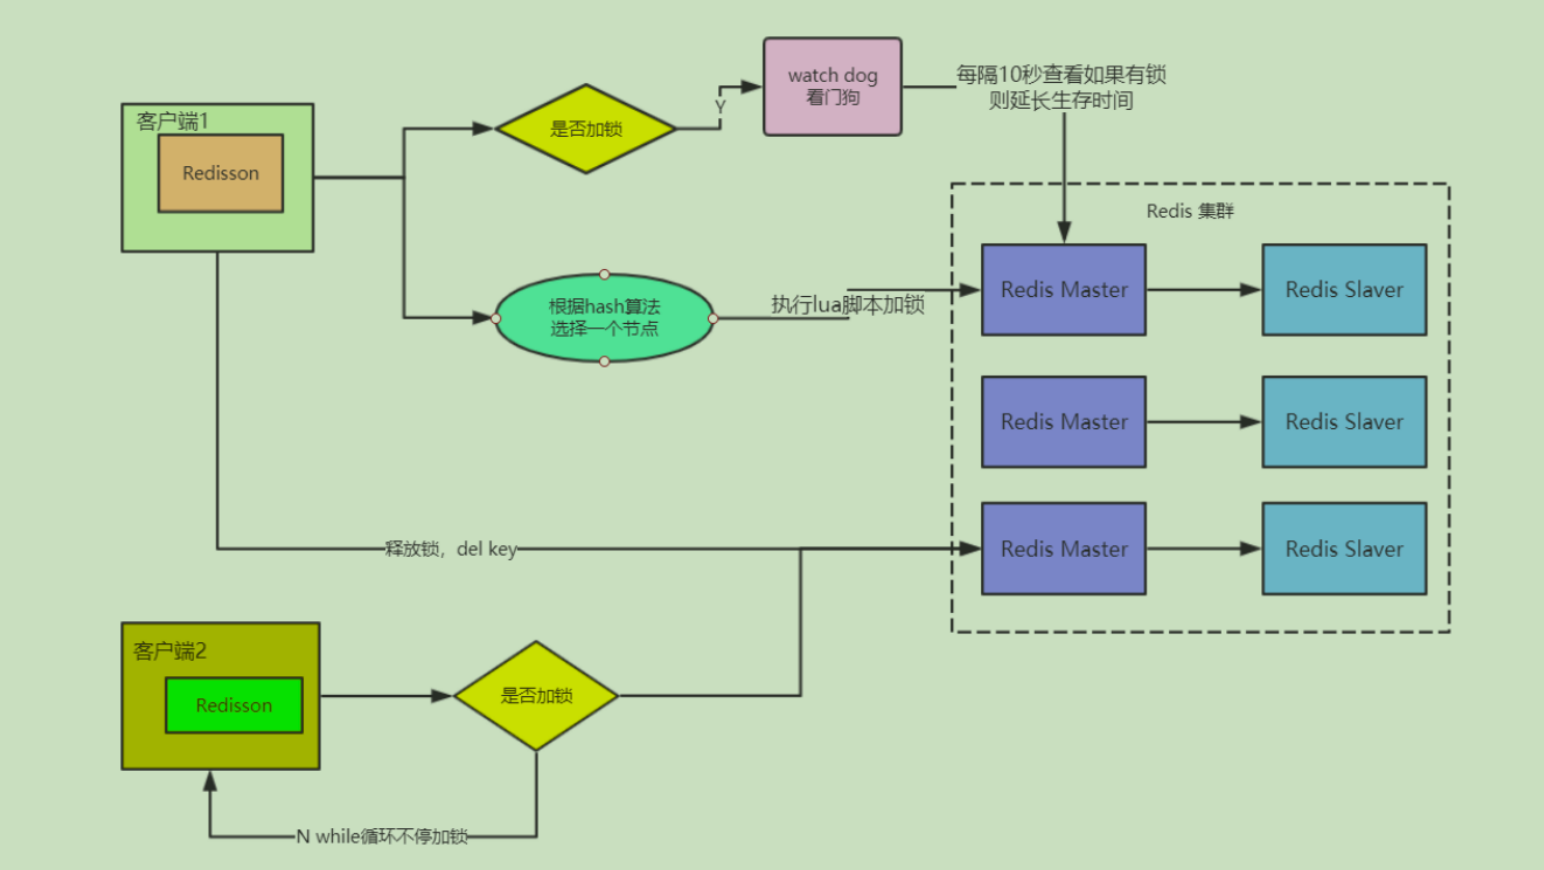 客户端1
Redisson
是否加锁
Y
watch dog
看门狗
每隔10秒查看如果有锁
则延长生存时间
Redis 集群
根据hash算法
选择一个节点
执行lua脚本加锁
Redis Master
Redis Slaver
Redis Master
Redis Slaver
释放锁，del key
Redis Master
Redis Slaver
客户端2
Redisson
是否加锁
N while循环不停加锁